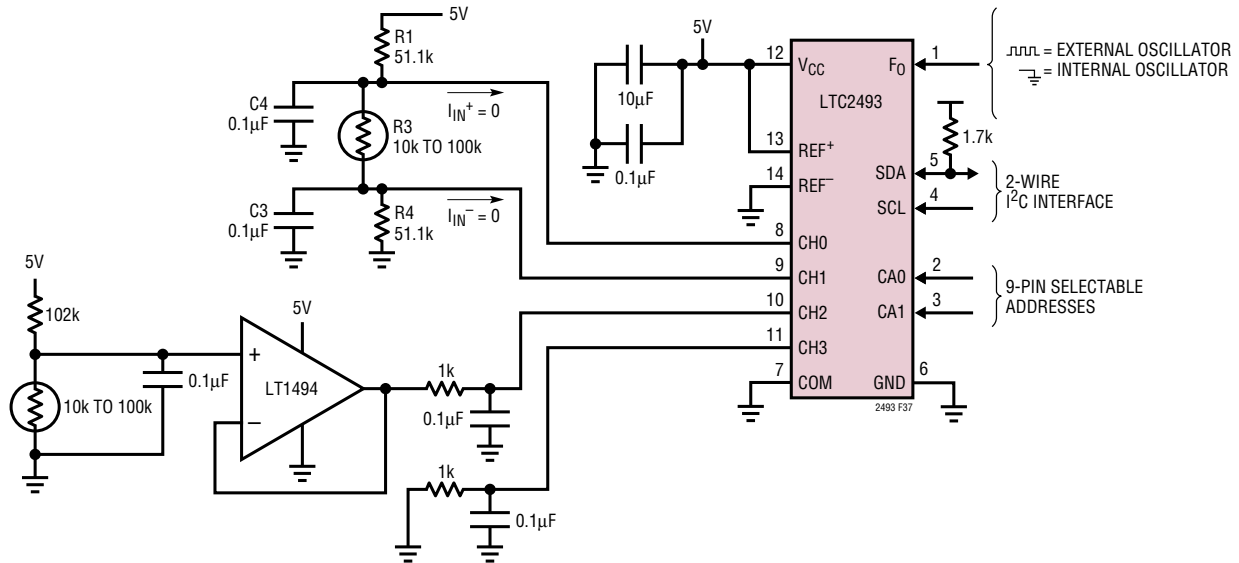 5V
R1
51.1k
C4
0.1µF
R3
10k TO 100k
IIN+ = 0
C3
0.1µF
R4
51.1k
IIN– = 0
5V
102k
10k TO 100k
0.1µF
5V
+
–
LT1494
1k
0.1µF
1k
0.1µF
5V
10µF
0.1µF
12
13
14
8
9
10
11
7
VCC
REF+
REF–
CH0
CH1
CH2
CH3
COM
LTC2493
FO
SDA
SCL
CA0
CA1
GND
1
5
4
2
3
6
2493 F37
= EXTERNAL OSCILLATOR
= INTERNAL OSCILLATOR
1.7k
2-WIRE
I2C INTERFACE
9-PIN SELECTABLE
ADDRESSES